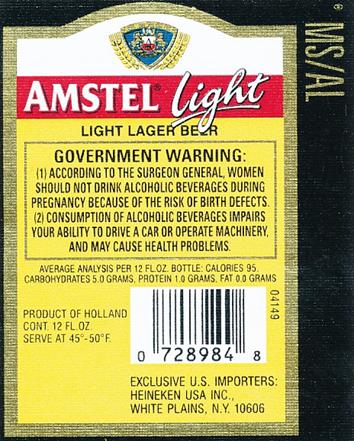 MS/AL
AMSTEL® Light
LIGHT LAGER BEER
GOVERNMENT WARNING:
(1) ACCORDING TO THE SURGEON GENERAL, WOMEN
SHOULD NOT DRINK ALCOHOLIC BEVERAGES DURING
PREGNANCY BECAUSE OF THE RISK OF BIRTH DEFECTS.
(2) CONSUMPTION OF ALCOHOLIC BEVERAGES IMPAIRS
YOUR ABILITY TO DRIVE A CAR OR OPERATE MACHINERY,
AND MAY CAUSE HEALTH PROBLEMS.
AVERAGE ANALYSIS PER 12 FL.OZ. BOTTLE: CALORIES 95,
CARBOHYDRATES 5.0 GRAMS, PROTEIN 1.0 GRAMS, FAT 0.0 GRAMS
04149
PRODUCT OF HOLLAND
CONT. 12 FL.OZ.
SERVE AT 45°-50°F.
0 728984 8
EXCLUSIVE U.S. IMPORTERS:
HEINEKEN USA INC.,
WHITE PLAINS, N.Y. 10606